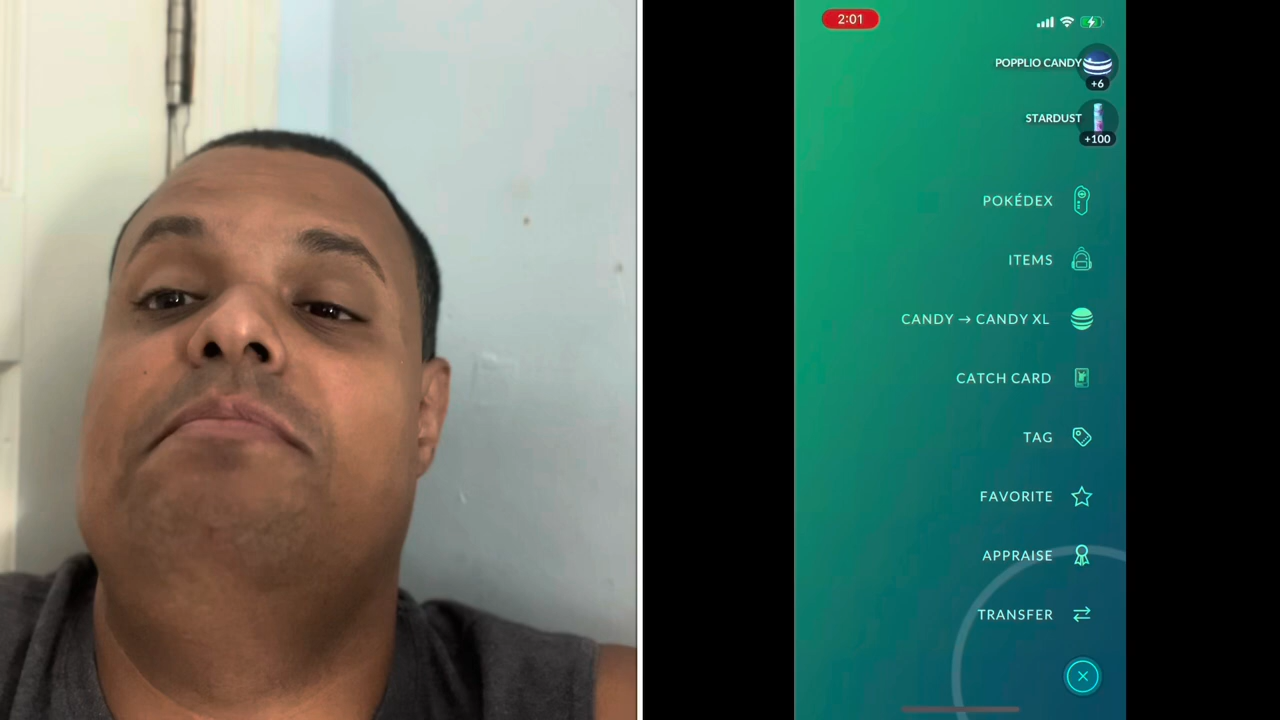 2:01
POPPLIO CANDY
+6
STARDUST
+100
POKÉDEX
ITEMS
CANDY → CANDY XL
CATCH CARD
TAG
FAVORITE
APPRAISE
TRANSFER